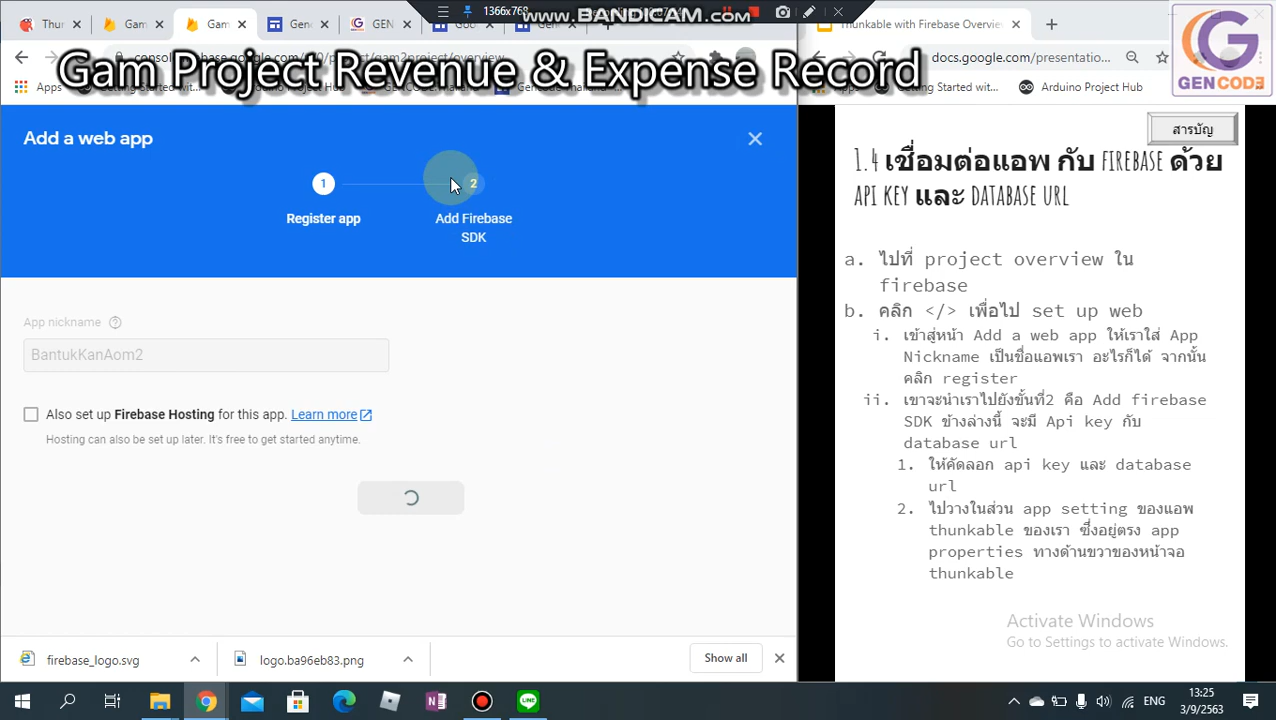 1366x768
www.BANDICAM.com
Thu
Gam
Gam
Gen
GEN
Goo
Gen
Thunkable with Firebase Overvie
Gam Project Revenue & Expense Record
docs.google.com/presentatio...
Apps
Getting Started wit...
Arduino Project Hub
GENCODE
Add a web app
1
2
Register app
Add Firebase
SDK
App nickname
BantukKanAom2
Also set up Firebase Hosting for this app. Learn more
Hosting can also be set up later. It's free to get started anytime.
สารบัญ
1.4 เชื่อมต่อแอพ กับ FIREBASE ด้วย
API KEY และ DATABASE URL
a. ไปที่ project overview ใน
firebase
b. คลิก </> เพื่อไป set up web
i. เข้าสู่หน้า Add a web app ให้เราใส่ App
Nickname เป็นชื่อแอพเรา อะไรก็ได้ จากนั้น
คลิก register
ii. เขาจะนำเราไปยังขั้นที่2 คือ Add firebase
SDK ข้างล่างนี้ จะมี Api key กับ
database url
1. ให้คัดลอก api key และ database
url
2. ไปวางในส่วน app setting ของแอพ
thunkable ของเรา ซึ่งอยู่ตรง app
properties ทางด้านขวาของหน้าจอ
thunkable
Activate Windows
Go to Settings to activate Windows.
firebase_logo.svg
logo.ba96eb83.png
Show all
ENG
13:25
3/9/2563